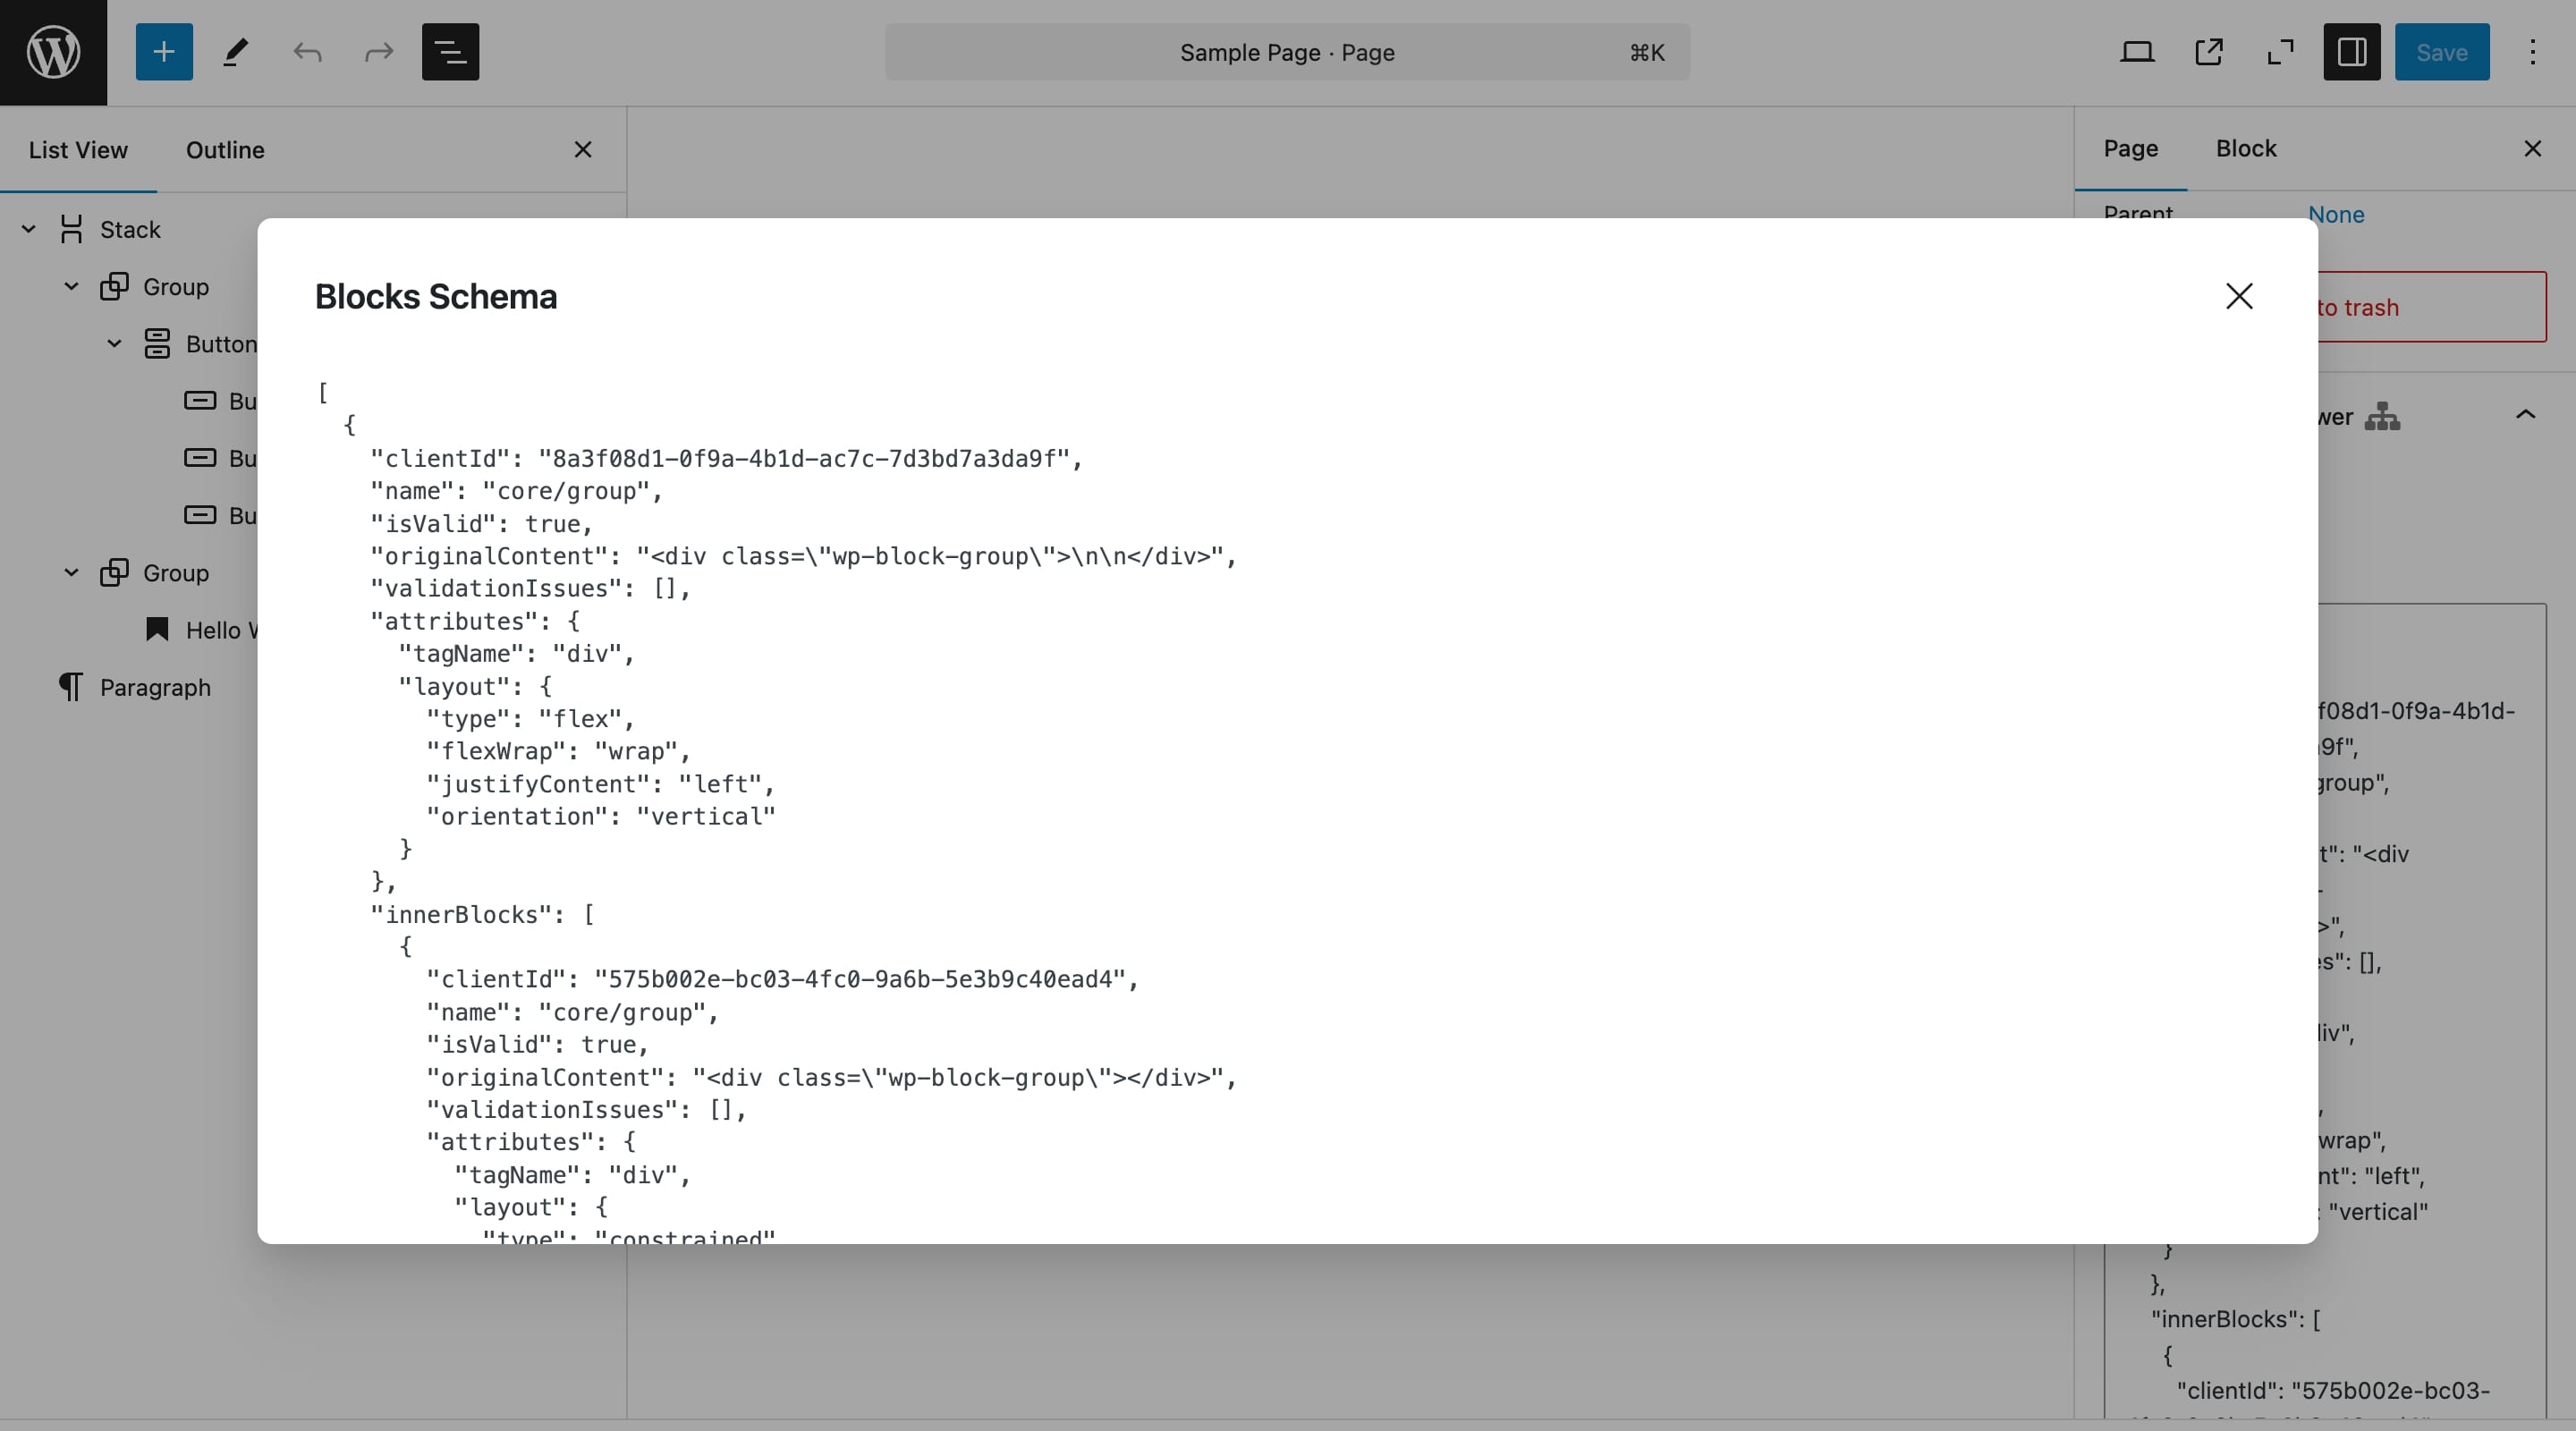 Sample Page · Page ⌘K
Save
List View Outline
Page Block
Parent None
Stack
Group
Button
Bu
Bu
Bu
Group
Hello
Paragraph
Blocks Schema
[
  {
    "clientId": "8a3f08d1-0f9a-4b1d-ac7c-7d3bd7a3da9f",
    "name": "core/group",
    "isValid": true,
    "originalContent": "<div class=\"wp-block-group\">\n\n</div>",
    "validationIssues": [],
    "attributes": {
      "tagName": "div",
      "layout": {
        "type": "flex",
        "flexWrap": "wrap",
        "justifyContent": "left",
        "orientation": "vertical"
      }
    },
    "innerBlocks": [
      {
        "clientId": "575b002e-bc03-4fc0-9a6b-5e3b9c40ead4",
        "name": "core/group",
        "isValid": true,
        "originalContent": "<div class=\"wp-block-group\"></div>",
        "validationIssues": [],
        "attributes": {
          "tagName": "div",
          "layout": {
            "type": "constrained"
to trash
wer
f08d1-0f9a-4b1d-
9f",
group",
t": "<div
-
>",
es": [],
div",
,
wrap",
nt": "left",
: "vertical"
}
},
"innerBlocks": [
{
"clientId": "575b002e-bc03-